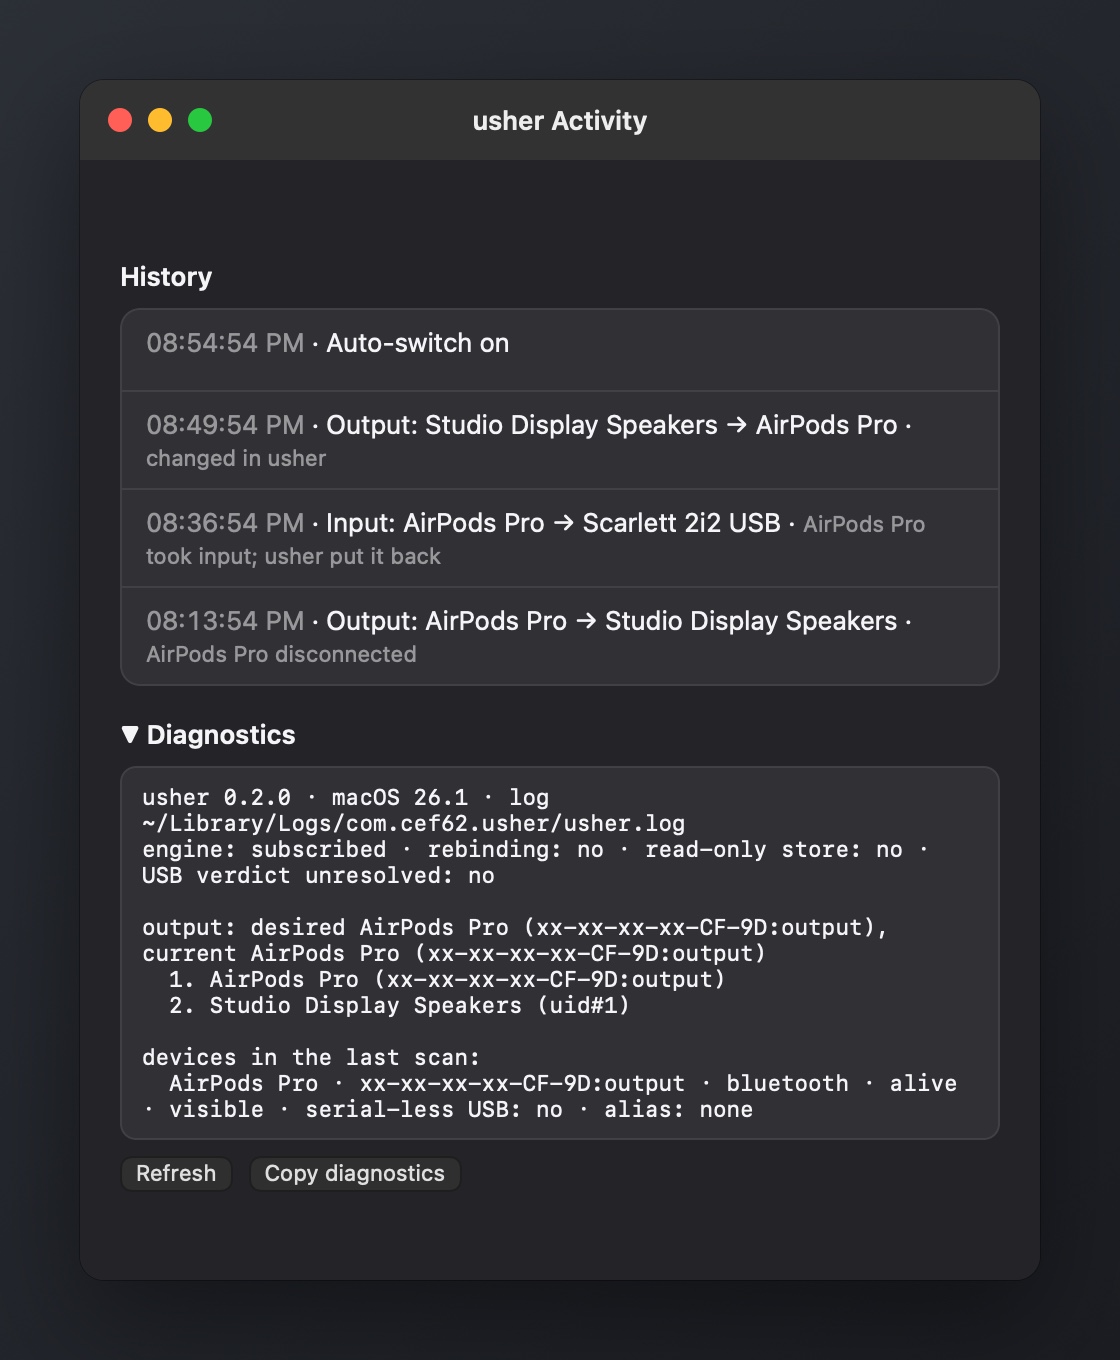 usher Activity
History
08:54:54 PM · Auto-switch on
08:49:54 PM · Output: Studio Display Speakers → AirPods Pro ·
changed in usher
08:36:54 PM · Input: AirPods Pro → Scarlett 2i2 USB · AirPods Pro
took input; usher put it back
08:13:54 PM · Output: AirPods Pro → Studio Display Speakers ·
AirPods Pro disconnected
▼ Diagnostics
usher 0.2.0 · macOS 26.1 · log
~/Library/Logs/com.cef62.usher/usher.log
engine: subscribed · rebinding: no · read-only store: no ·
USB verdict unresolved: no
output: desired AirPods Pro (xx-xx-xx-xx-CF-9D:output),
current AirPods Pro (xx-xx-xx-xx-CF-9D:output)
  1. AirPods Pro (xx-xx-xx-xx-CF-9D:output)
  2. Studio Display Speakers (uid#1)
devices in the last scan:
  AirPods Pro · xx-xx-xx-xx-CF-9D:output · bluetooth · alive
· visible · serial-less USB: no · alias: none
Refresh Copy diagnostics